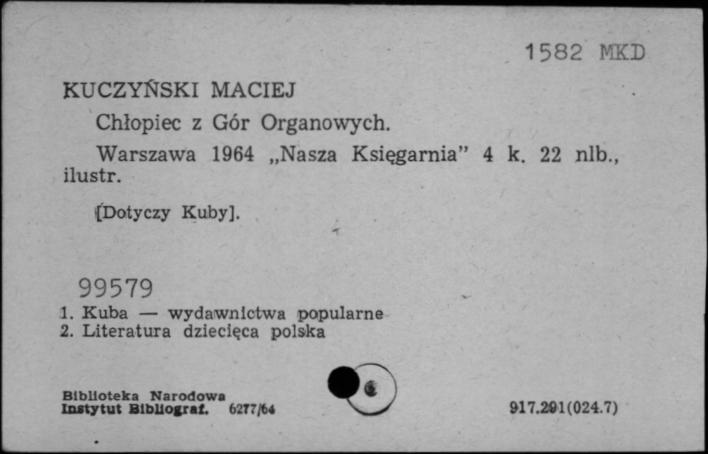 1582 MKD
KUCZYŃSKI MACIEJ
Chłopiec z Gór Organowych.
Warszawa 1964 „Nasza Księgarnia” 4 k. 22 nlb.,
ilustr.
[Dotyczy Kuby].
99579
1. Kuba — wydawnictwa popularne
2. Literatura dziecięca polska
Biblioteka Narodowa
Instytut Bibliograf. 6277/64
917.291(024.7)